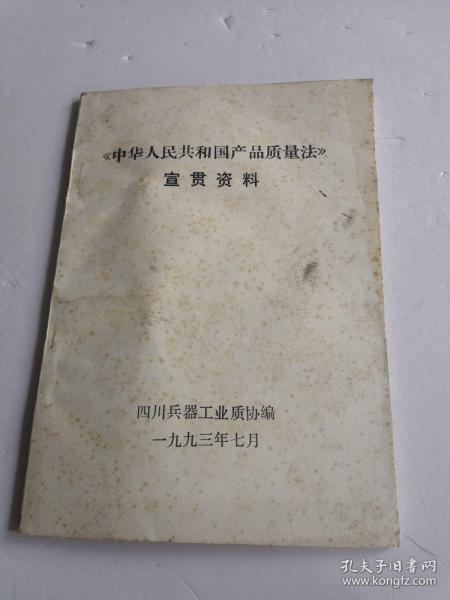 《中华人民共和国产品质量法》
宣贯资料
四川兵器工业质协编
一九九三年七月
孔夫子旧书网
www.kongfz.com